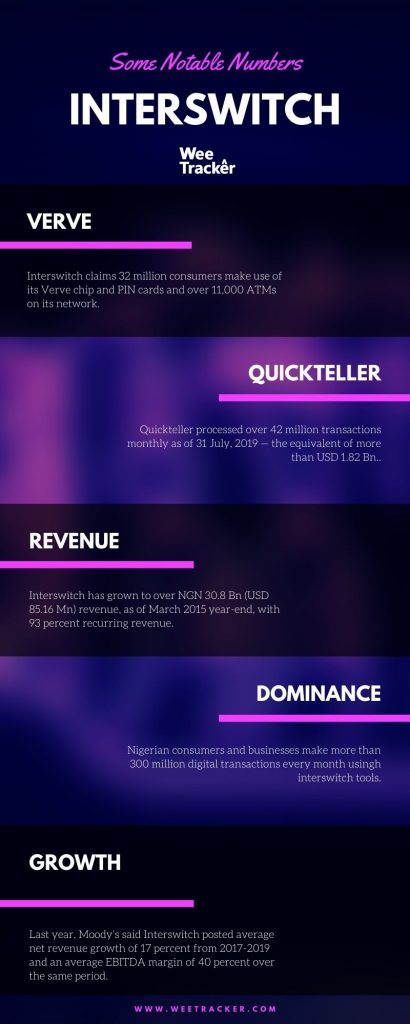 Some Notable Numbers
INTERSWITCH
Wee
Tracker
VERVE
Interswitch claims 32 million consumers make use of
its Verve chip and PIN cards and over 11,000 ATMs
on its network.
QUICKTELLER
Quickteller processed over 42 million transactions
monthly as of 31 July, 2019 — the equivalent of more
than USD 1.82 Bn..
REVENUE
Interswitch has grown to over NGN 30.8 Bn (USD
85.16 Mn) revenue, as of March 2015 year-end, with
93 percent recurring revenue.
DOMINANCE
Nigerian consumers and businesses make more than
300 million digital transactions every month usingh
interswitch tools.
GROWTH
Last year, Moody's said Interswitch posted average
net revenue growth of 17 percent from 2017-2019
and an average EBITDA margin of 40 percent over
the same period.
WWW.WEETRACKER.COM